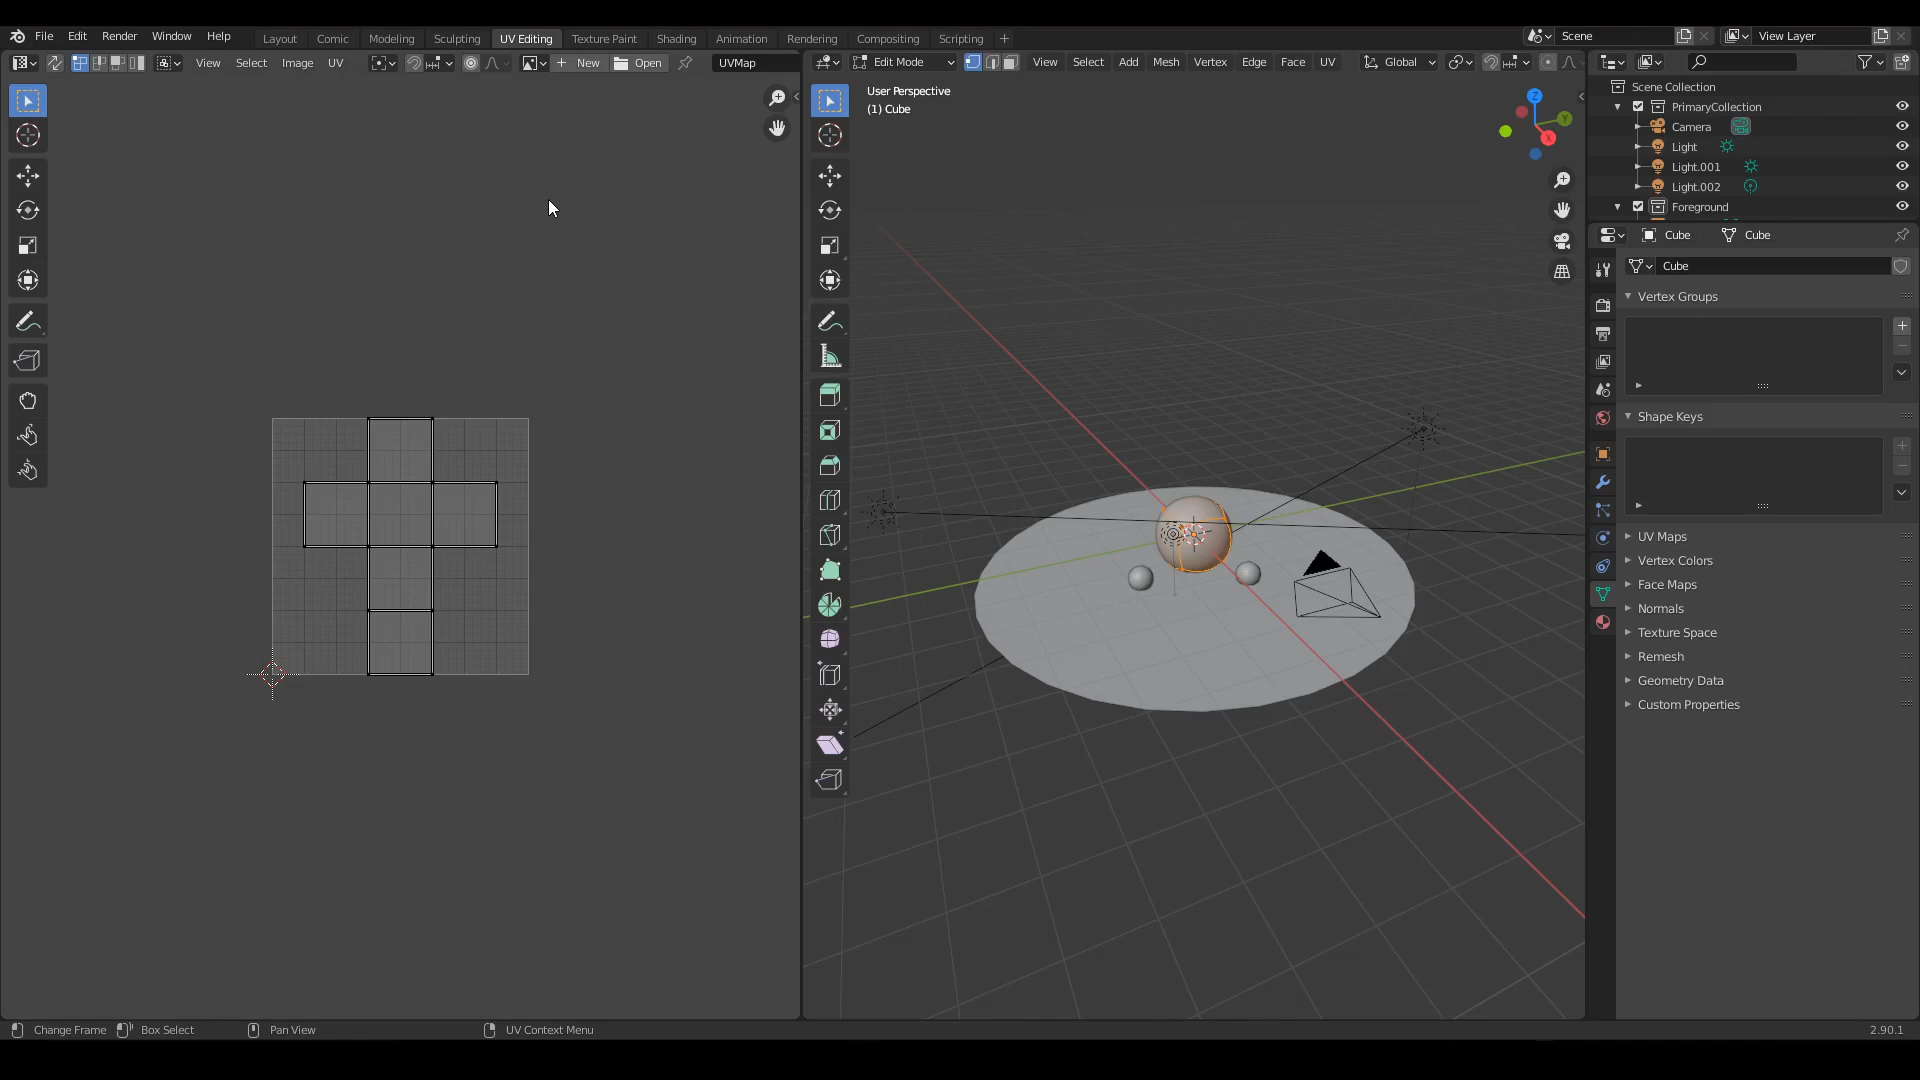 File Edit Render Window Help Layout Comic Modeling Sculpting UV Editing Texture Paint Shading Animation Rendering Compositing Scripting + Scene View Layer
View Select Image UV + New Open UVMap Edit Mode View Select Add Mesh Vertex Edge Face UV Global
Scene Collection
PrimaryCollection
Camera
Light
Light.001
Light.002
Foreground
User Perspective
(1) Cube
Z
Y
X
Cube Cube
Cube
Vertex Groups
Shape Keys
UV Maps
Vertex Colors
Face Maps
Normals
Texture Space
Remesh
Geometry Data
Custom Properties
Change Frame Box Select Pan View UV Context Menu 2.90.1